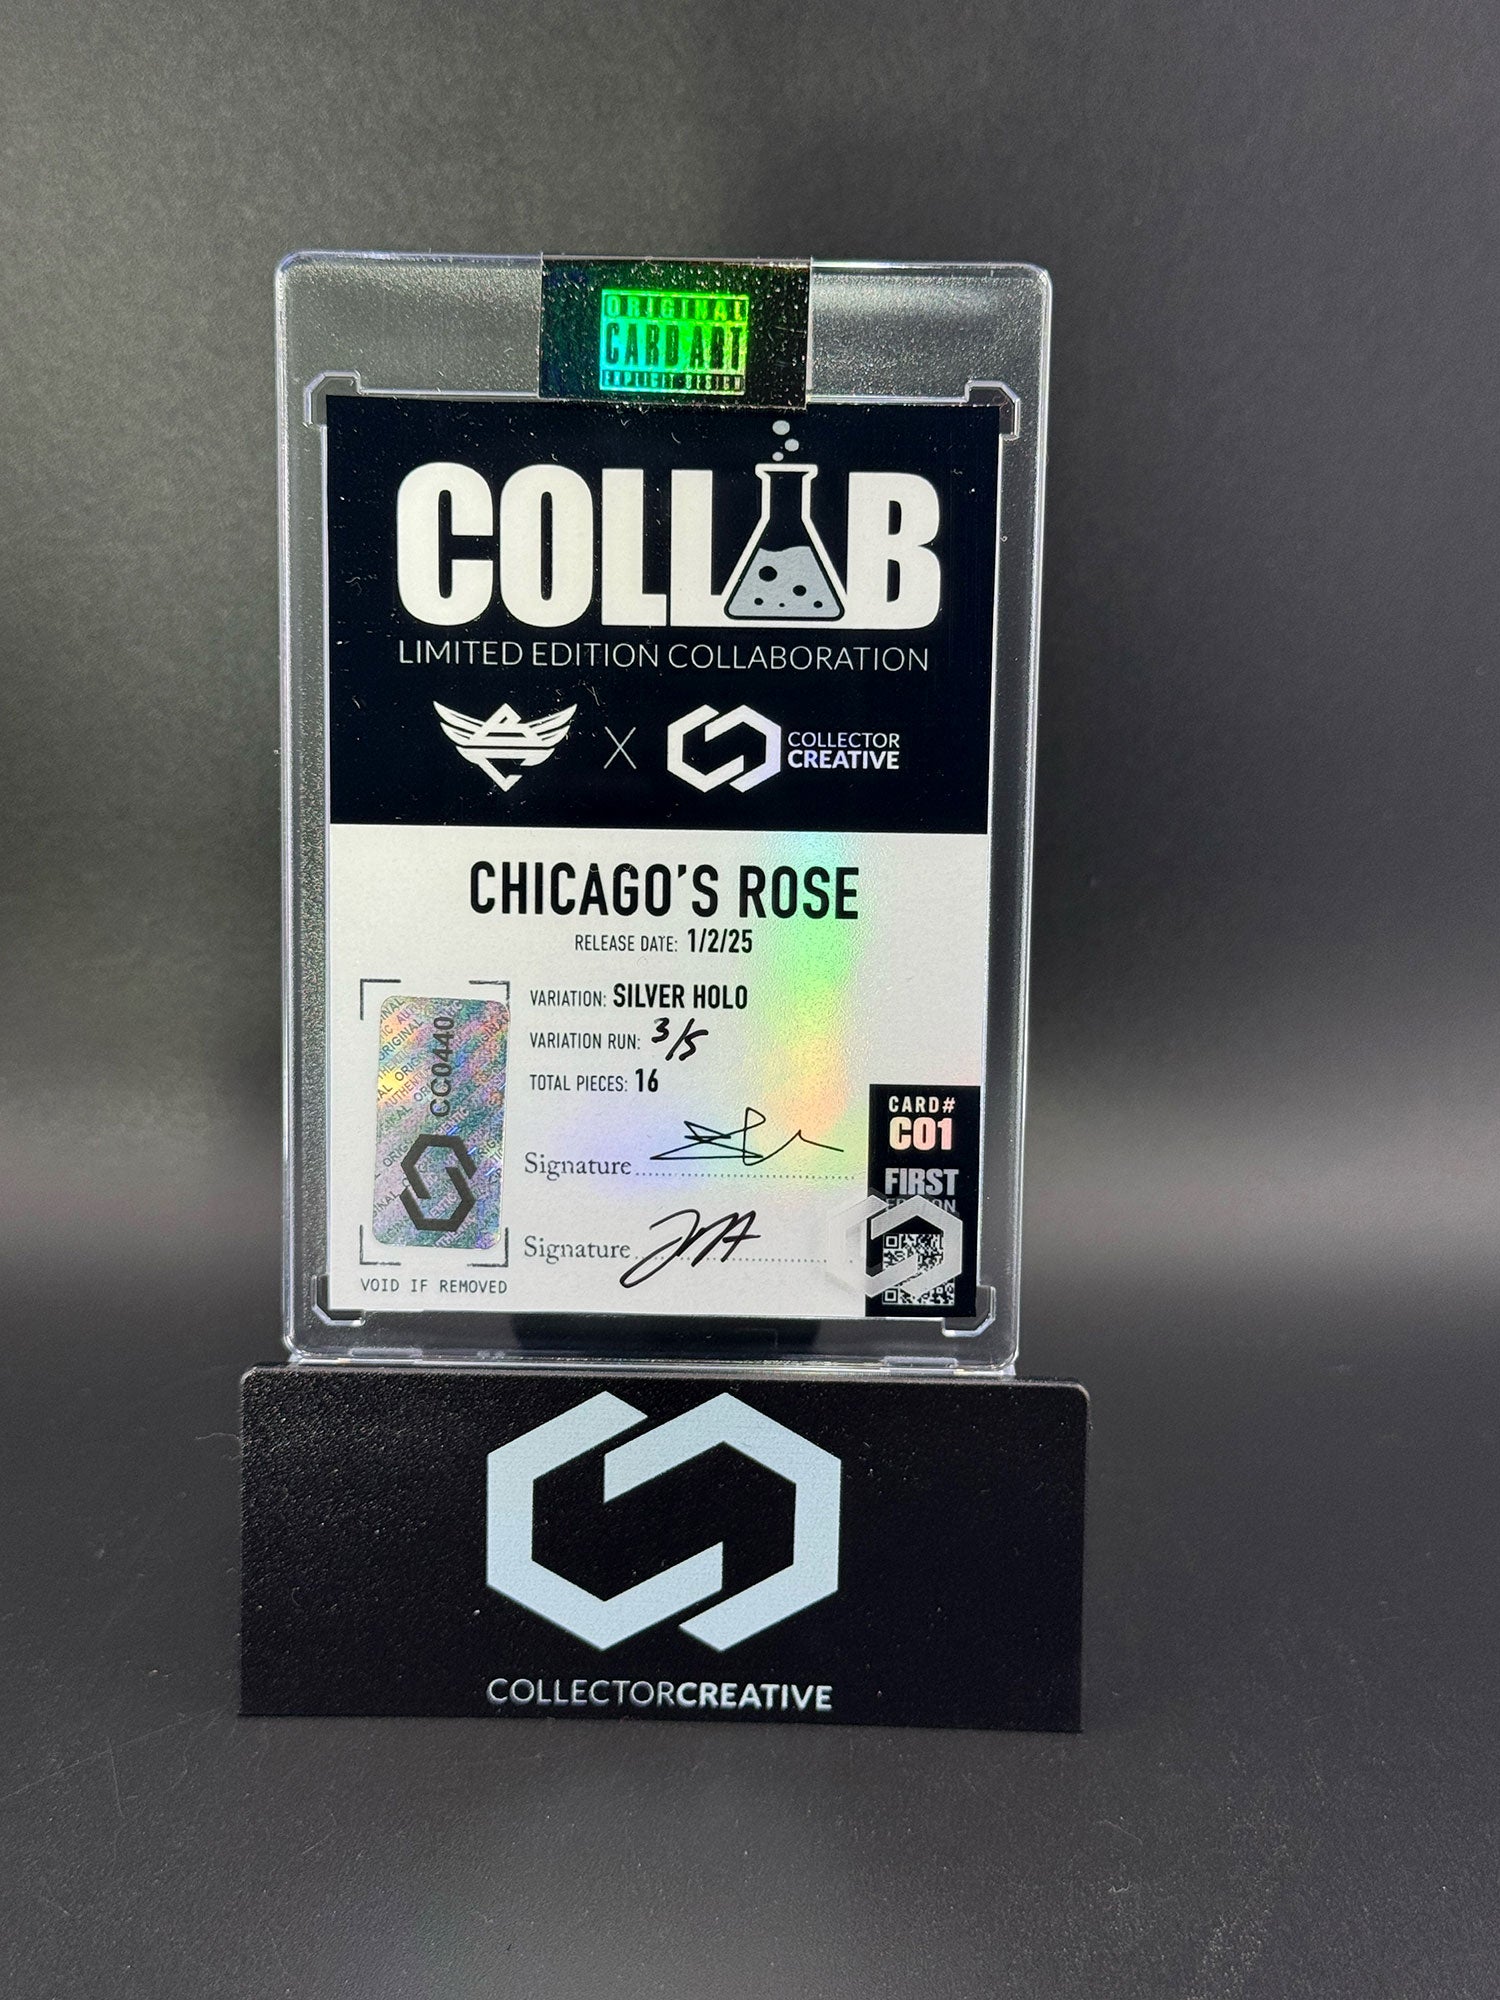 ORIGINAL
CARD ART
EXPLICIT DESIGN
COLLAB
LIMITED EDITION COLLABORATION
X
COLLECTOR
CREATIVE
CHICAGO'S ROSE
RELEASE DATE: 1/2/25
VARIATION: SILVER HOLO
VARIATION RUN: 3/5
TOTAL PIECES: 16
CC0440
Signature
Signature
VOID IF REMOVED
CARD#
C01
FIRST
EDITION
COLLECTORCREATIVE